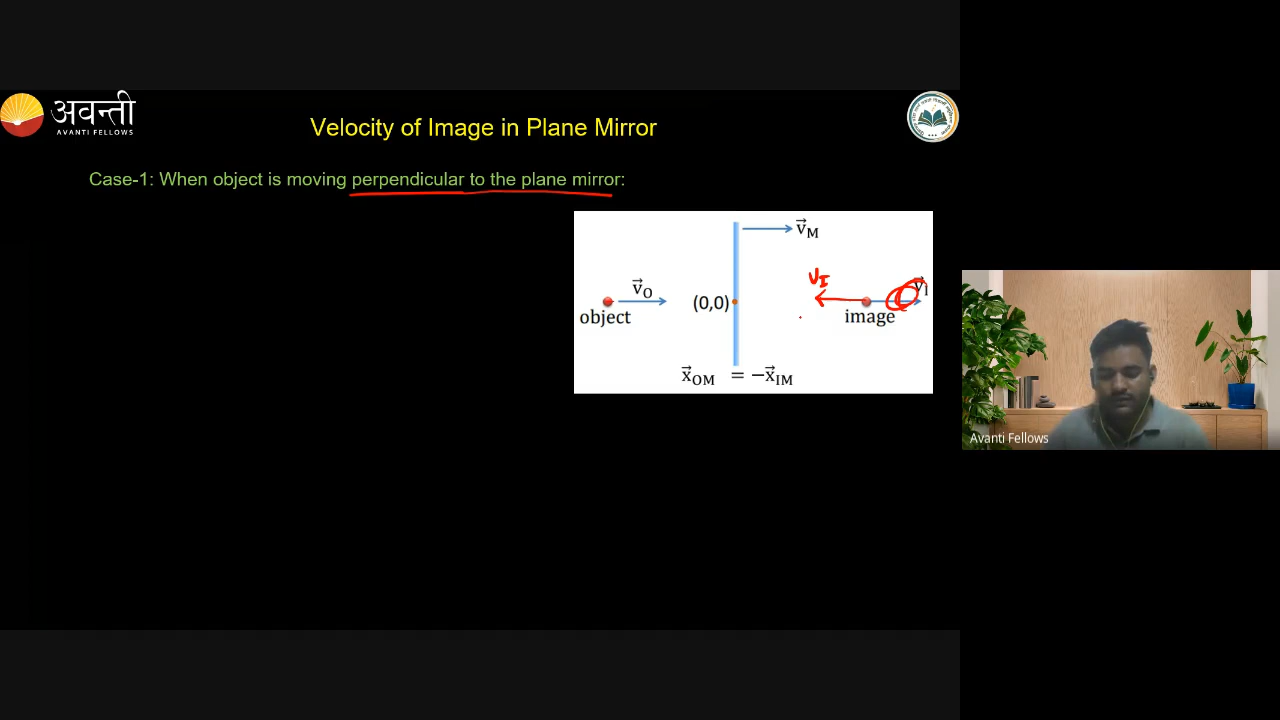 अवन्ती
AVANTI FELLOWS
Velocity of Image in Plane Mirror
Case-1: When object is moving perpendicular to the plane mirror:
v⃗M
v⃗O
object
(0,0)
VI
v⃗I
image
x⃗OM = −x⃗IM
Avanti Fellows